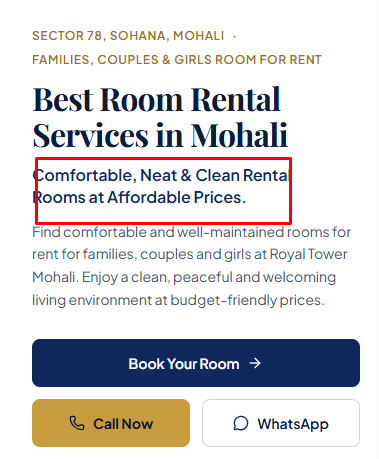 SECTOR 78, SOHANA, MOHALI ·
FAMILIES, COUPLES & GIRLS ROOM FOR RENT
Best Room Rental
Services in Mohali
Comfortable, Neat & Clean Rental
Rooms at Affordable Prices.
Find comfortable and well-maintained rooms for
rent for families, couples and girls at Royal Tower
Mohali. Enjoy a clean, peaceful and welcoming
living environment at budget-friendly prices.
Book Your Room →
Call Now
WhatsApp